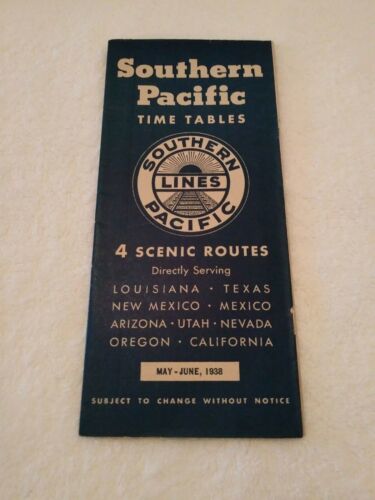 Southern
Pacific
TIME TABLES
SOUTHERN
LINES
PACIFIC
4 SCENIC ROUTES
Directly Serving
LOUISIANA · TEXAS
NEW MEXICO · MEXICO
ARIZONA · UTAH · NEVADA
OREGON · CALIFORNIA
MAY - JUNE, 1938
SUBJECT TO CHANGE WITHOUT NOTICE